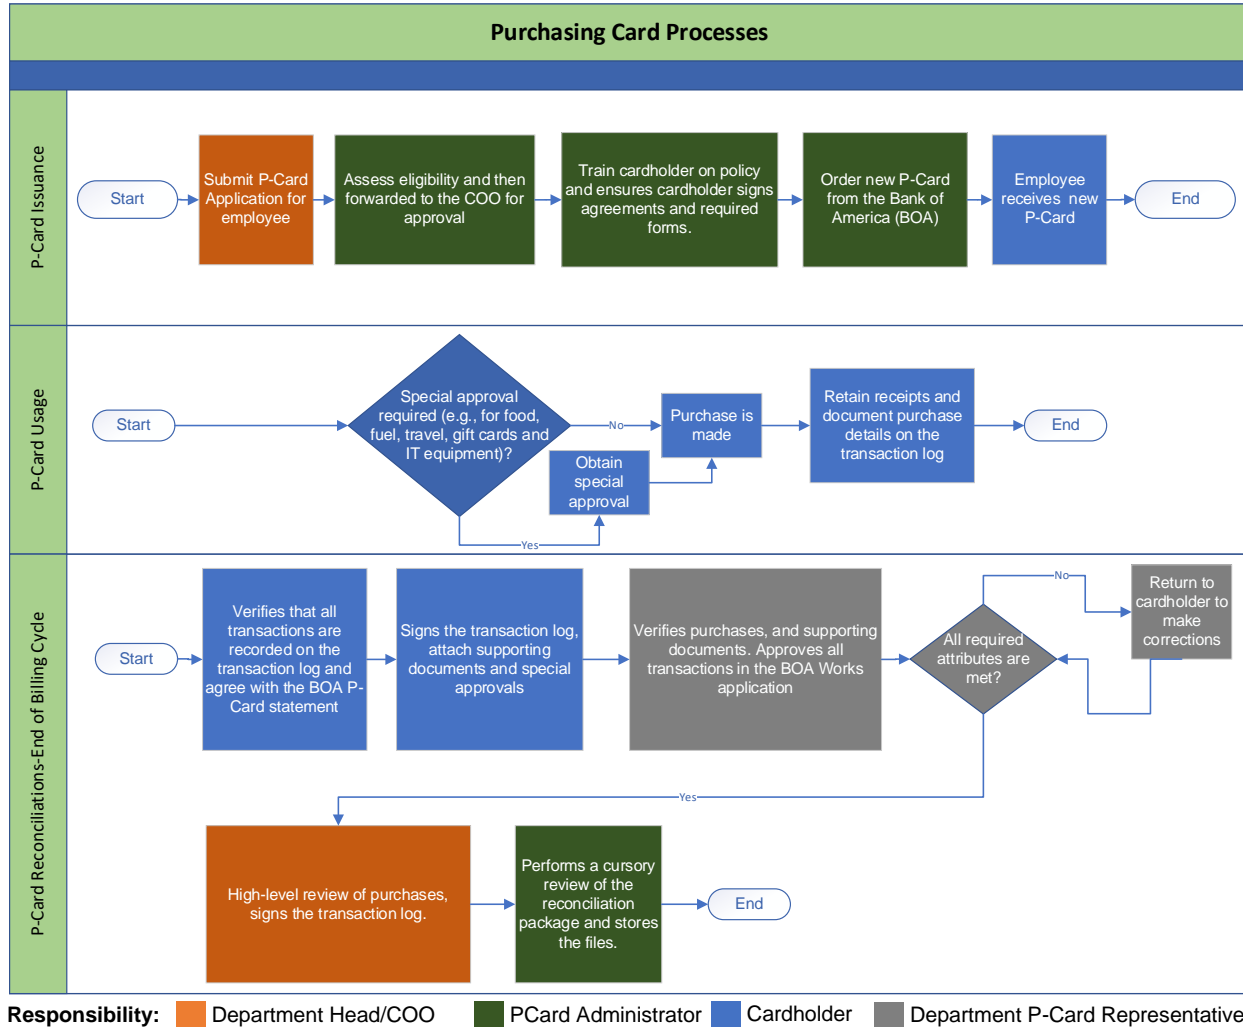 Purchasing Card Processes
P-Card Issuance
Start
Submit P-Card
Application for
employee
Assess eligibility and then
forwarded to the COO for
approval
Train cardholder on policy
and ensures cardholder signs
agreements and required
forms.
Order new P-Card
from the Bank of
America (BOA)
Employee
receives new
P-Card
End
P-Card Usage
Start
Special approval
required (e.g., for food,
fuel, travel, gift cards and
IT equipment)?
No
Yes
Obtain
special
approval
Purchase is
made
Retain receipts and
document purchase
details on the
transaction log
End
P-Card Reconciliations-End of Billing Cycle
Start
Verifies that all
transactions are
recorded on the
transaction log and
agree with the BOA P-
Card statement
Signs the transaction log,
attach supporting
documents and special
approvals
Verifies purchases, and supporting
documents. Approves all
transactions in the BOA Works
application
All required
attributes are
met?
No
Return to
cardholder to
make
corrections
Yes
High-level review of purchases,
signs the transaction log.
Performs a cursory
review of the
reconciliation
package and stores
the files.
End
Responsibility:
Department Head/COO
PCard Administrator
Cardholder
Department P-Card Representative